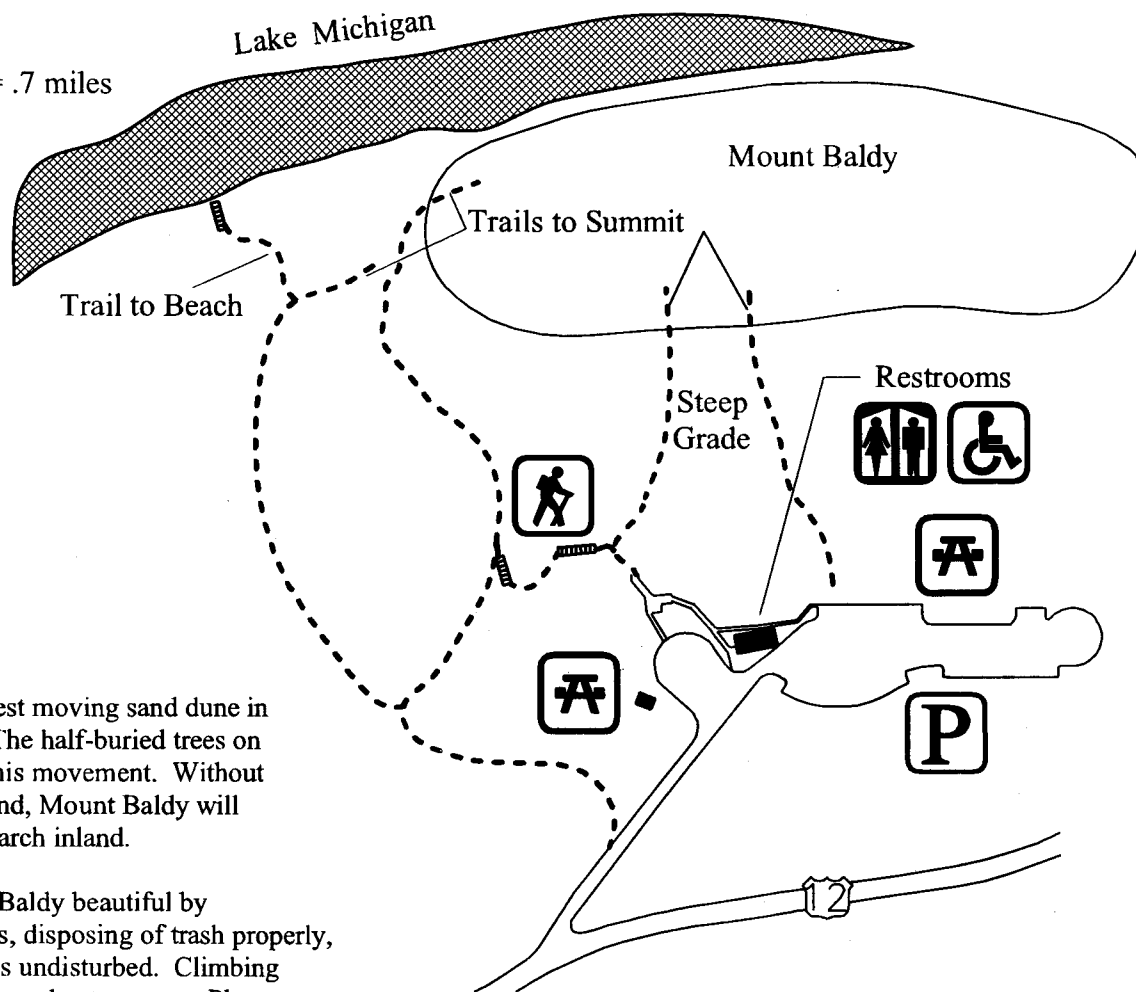 Lake Michigan
= .7 miles
Mount Baldy
Trails to Summit
Trail to Beach
Restrooms
Steep
Grade
est moving sand dune in
The half-buried trees on
his movement. Without
nd, Mount Baldy will
arch inland.
P
Baldy beautiful by
12
s, disposing of trash properly,
s undisturbed. Climbing